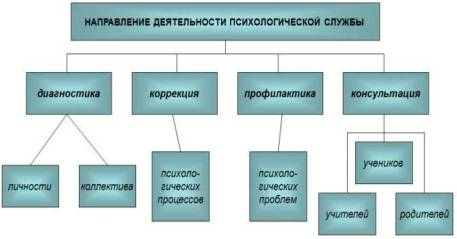 НАПРАВЛЕНИЕ ДЕЯТЕЛЬНОСТИ ПСИХОЛОГИЧЕСКОЙ СЛУЖБЫ
диагностика
коррекция
профилактика
консультация
личности
коллектива
психоло-
гических
процессов
психоло-
гических
проблем
учеников
учителей
родителей